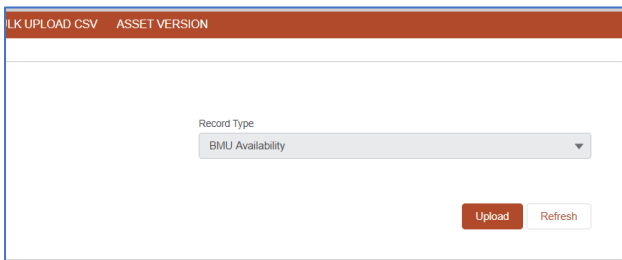 LK UPLOAD CSV ASSET VERSION
Record Type
BMU Availability
Upload Refresh